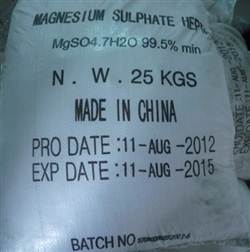 MAGNESIUM SULPHATE
MgSO4.7H2O 99.5% min
N. W. 25 KGS
MADE IN CHINA
PRO DATE :11-AUG -2012
EXP DATE :11-AUG -2015
BATCH NO